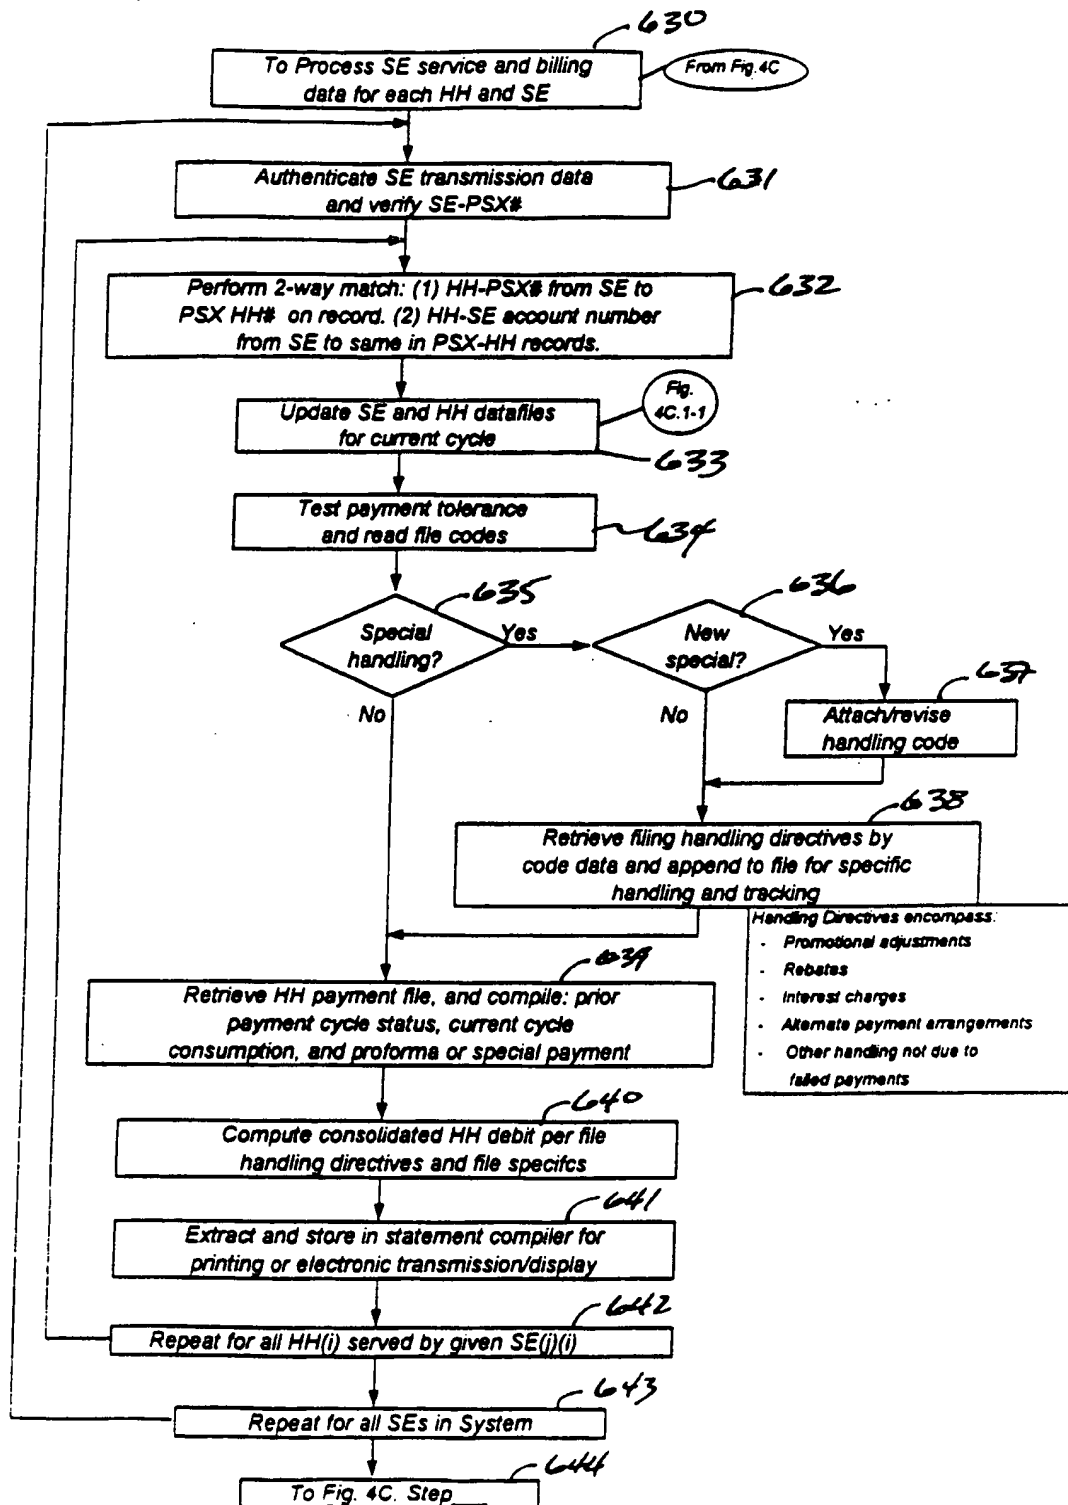 630
To Process SE service and billing
data for each HH and SE
From Fig.4C
Authenticate SE transmission data
and verify SE-PSX#
631
Perform 2-way match: (1) HH-PSX# from SE to
PSX HH# on record. (2) HH-SE account number
from SE to same in PSX-HH records.
632
Fig.
4C.1-1
Update SE and HH datafiles
for current cycle
633
Test payment tolerance
and read file codes
634
635
Special
handling?
Yes
No
636
New
special?
Yes
No
637
Attach/revise
handling code
638
Retrieve filing handling directives by
code data and append to file for specific
handling and tracking
Handling Directives encompass:
- Promotional adjustments
- Rebates
- Interest charges
- Alternate payment arrangements
- Other handling not due to
failed payments
639
Retrieve HH payment file, and compile: prior
payment cycle status, current cycle
consumption, and proforma or special payment
640
Compute consolidated HH debit per file
handling directives and file specifcs
641
Extract and store in statement compiler for
printing or electronic transmission/display
642
Repeat for all HH(i) served by given SE(j)(i)
643
Repeat for all SEs in System
644
To Fig. 4C. Step